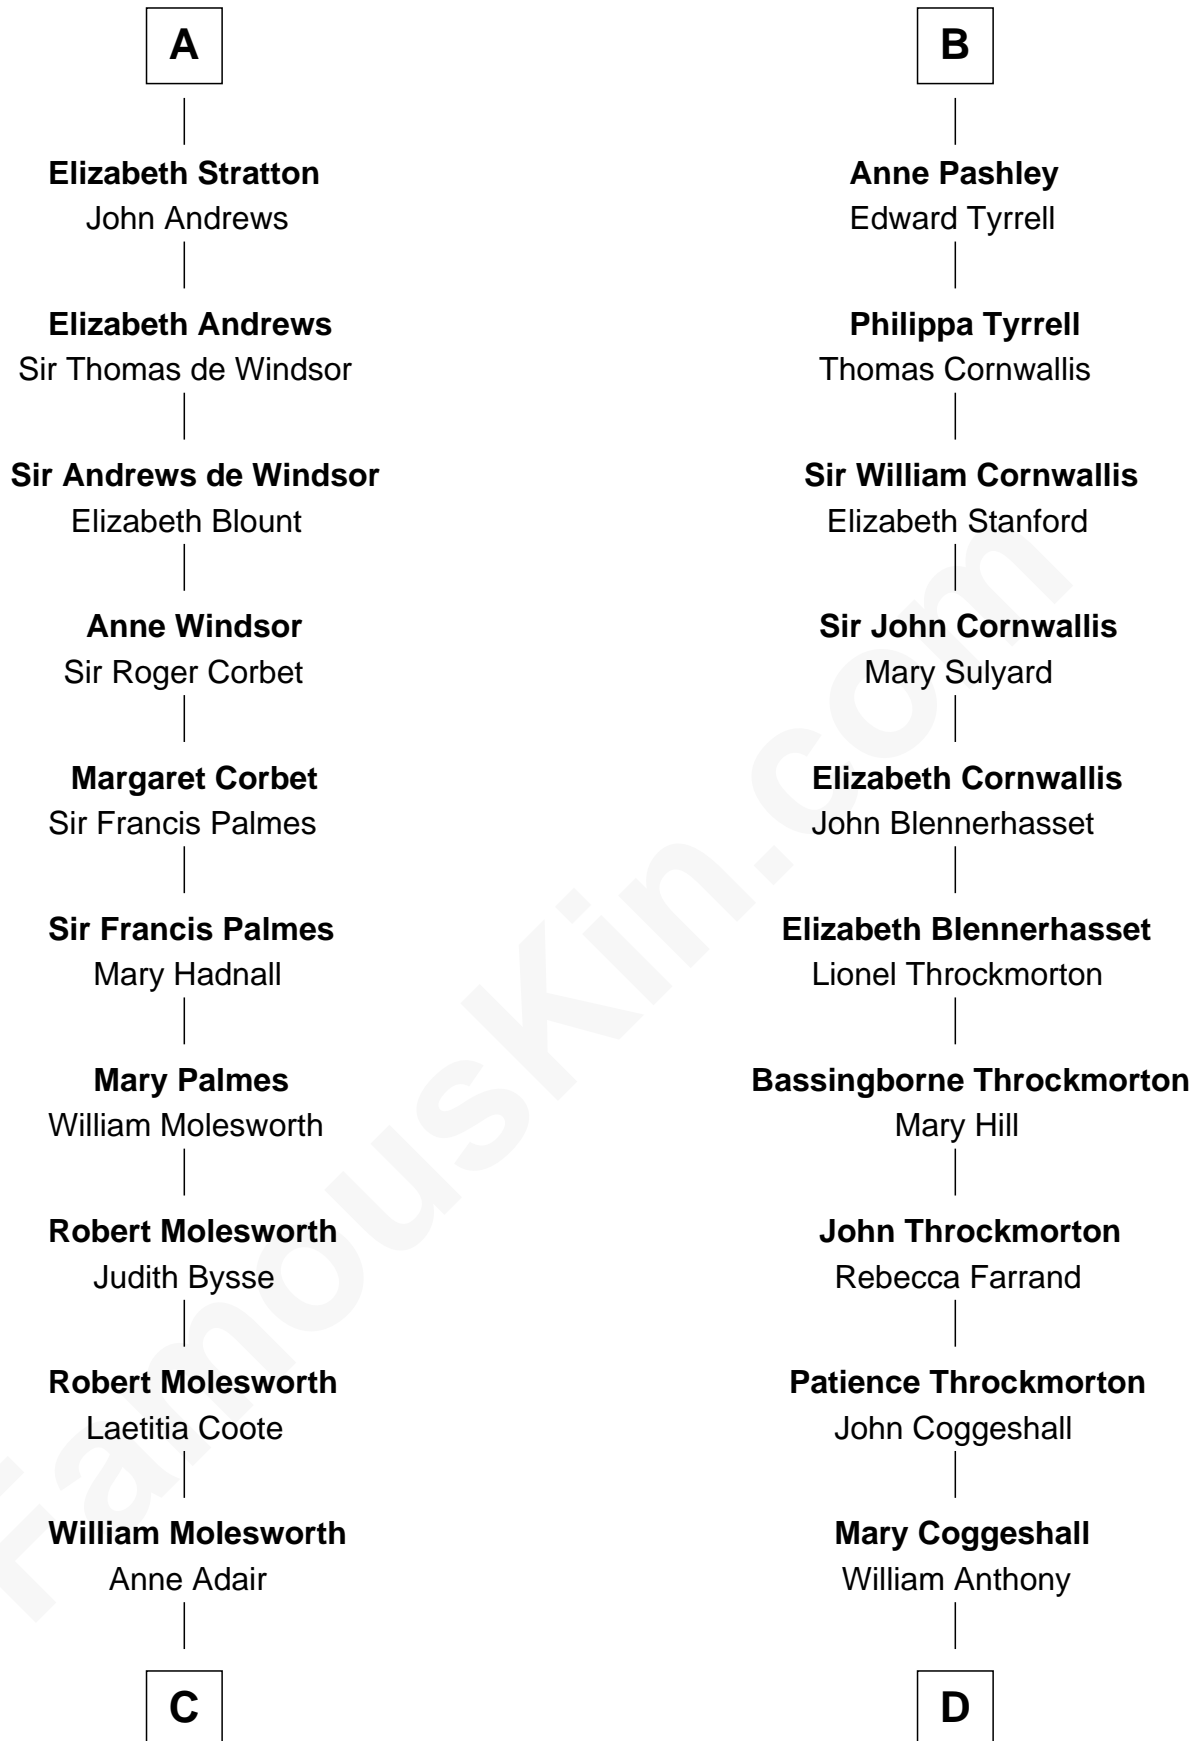 A
Elizabeth Stratton
John Andrews
Elizabeth Andrews
Sir Thomas de Windsor
Sir Andrews de Windsor
Elizabeth Blount
Anne Windsor
Sir Roger Corbet
Margaret Corbet
Sir Francis Palmes
Sir Francis Palmes
Mary Hadnall
Mary Palmes
William Molesworth
Robert Molesworth
Judith Bysse
Robert Molesworth
Laetitia Coote
William Molesworth
Anne Adair
C
B
Anne Pashley
Edward Tyrrell
Philippa Tyrrell
Thomas Cornwallis
Sir William Cornwallis
Elizabeth Stanford
Sir John Cornwallis
Mary Sulyard
Elizabeth Cornwallis
John Blennerhasset
Elizabeth Blennerhasset
Lionel Throckmorton
Bassingborne Throckmorton
Mary Hill
John Throckmorton
Rebecca Farrand
Patience Throckmorton
John Coggeshall
Mary Coggeshall
William Anthony
D
FamousKin.com